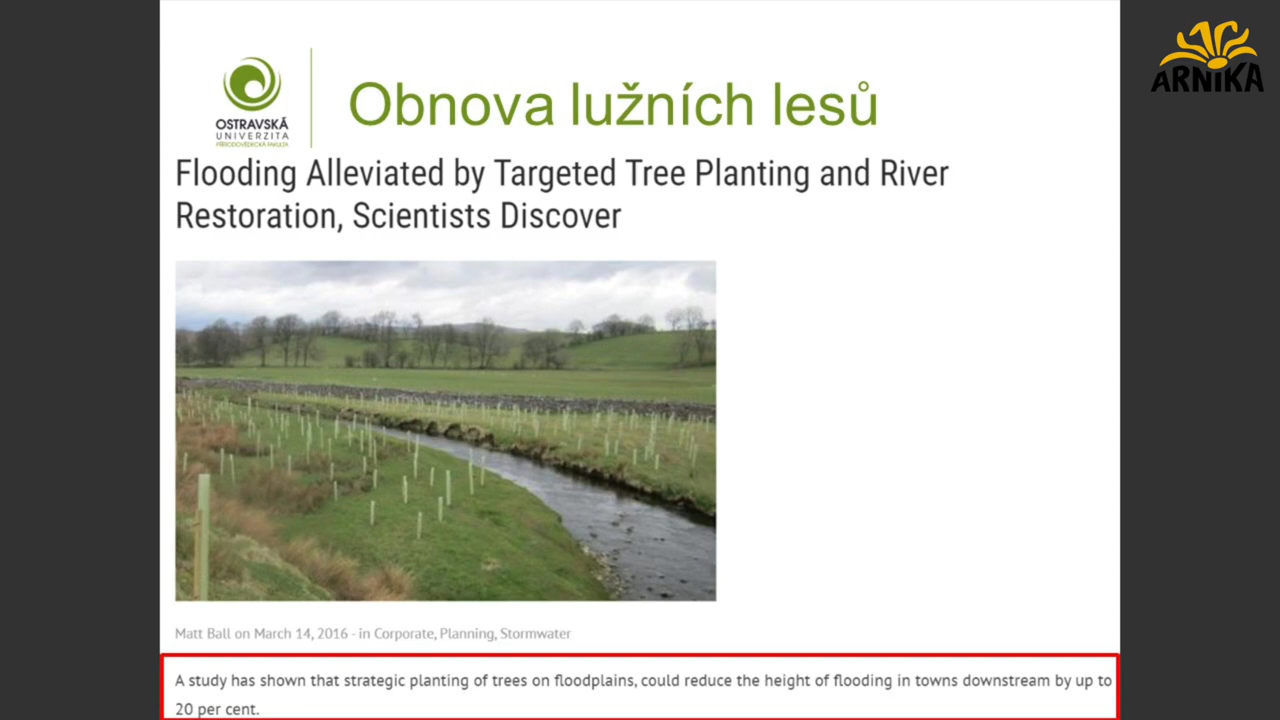 OSTRAVSKÁ
UNIVERZITA
PŘÍRODOVĚDECKÁ FAKULTA
Obnova lužních lesů
ARNIKA
Flooding Alleviated by Targeted Tree Planting and River
Restoration, Scientists Discover
Matt Ball on March 14, 2016 - in Corporate, Planning, Stormwater
A study has shown that strategic planting of trees on floodplains, could reduce the height of flooding in towns downstream by up to
20 per cent.